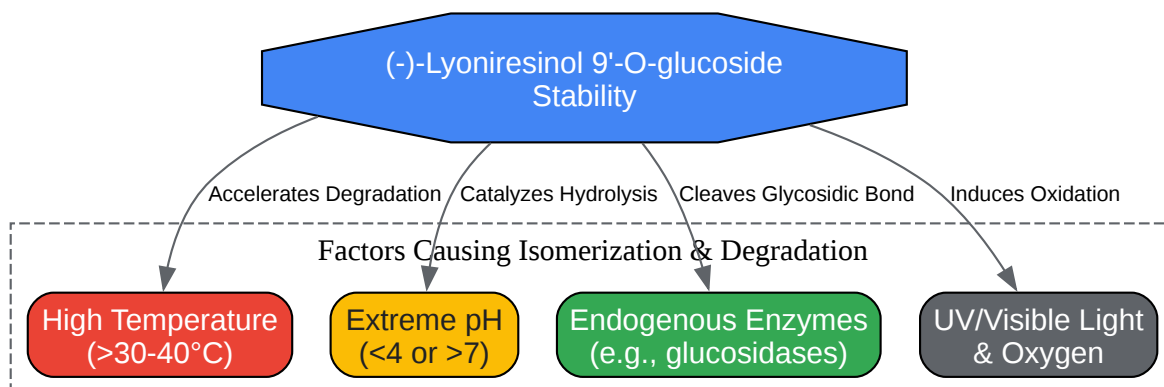 (-)-Lyoniresinol 9'-O-glucoside
Stability
Accelerates Degradation
Catalyzes Hydrolysis
Cleaves Glycosidic Bond
Induces Oxidation
Factors Causing Isomerization & Degradation
High Temperature
(>30-40°C)
Extreme pH
(<4 or >7)
Endogenous Enzymes
(e.g., glucosidases)
UV/Visible Light
& Oxygen